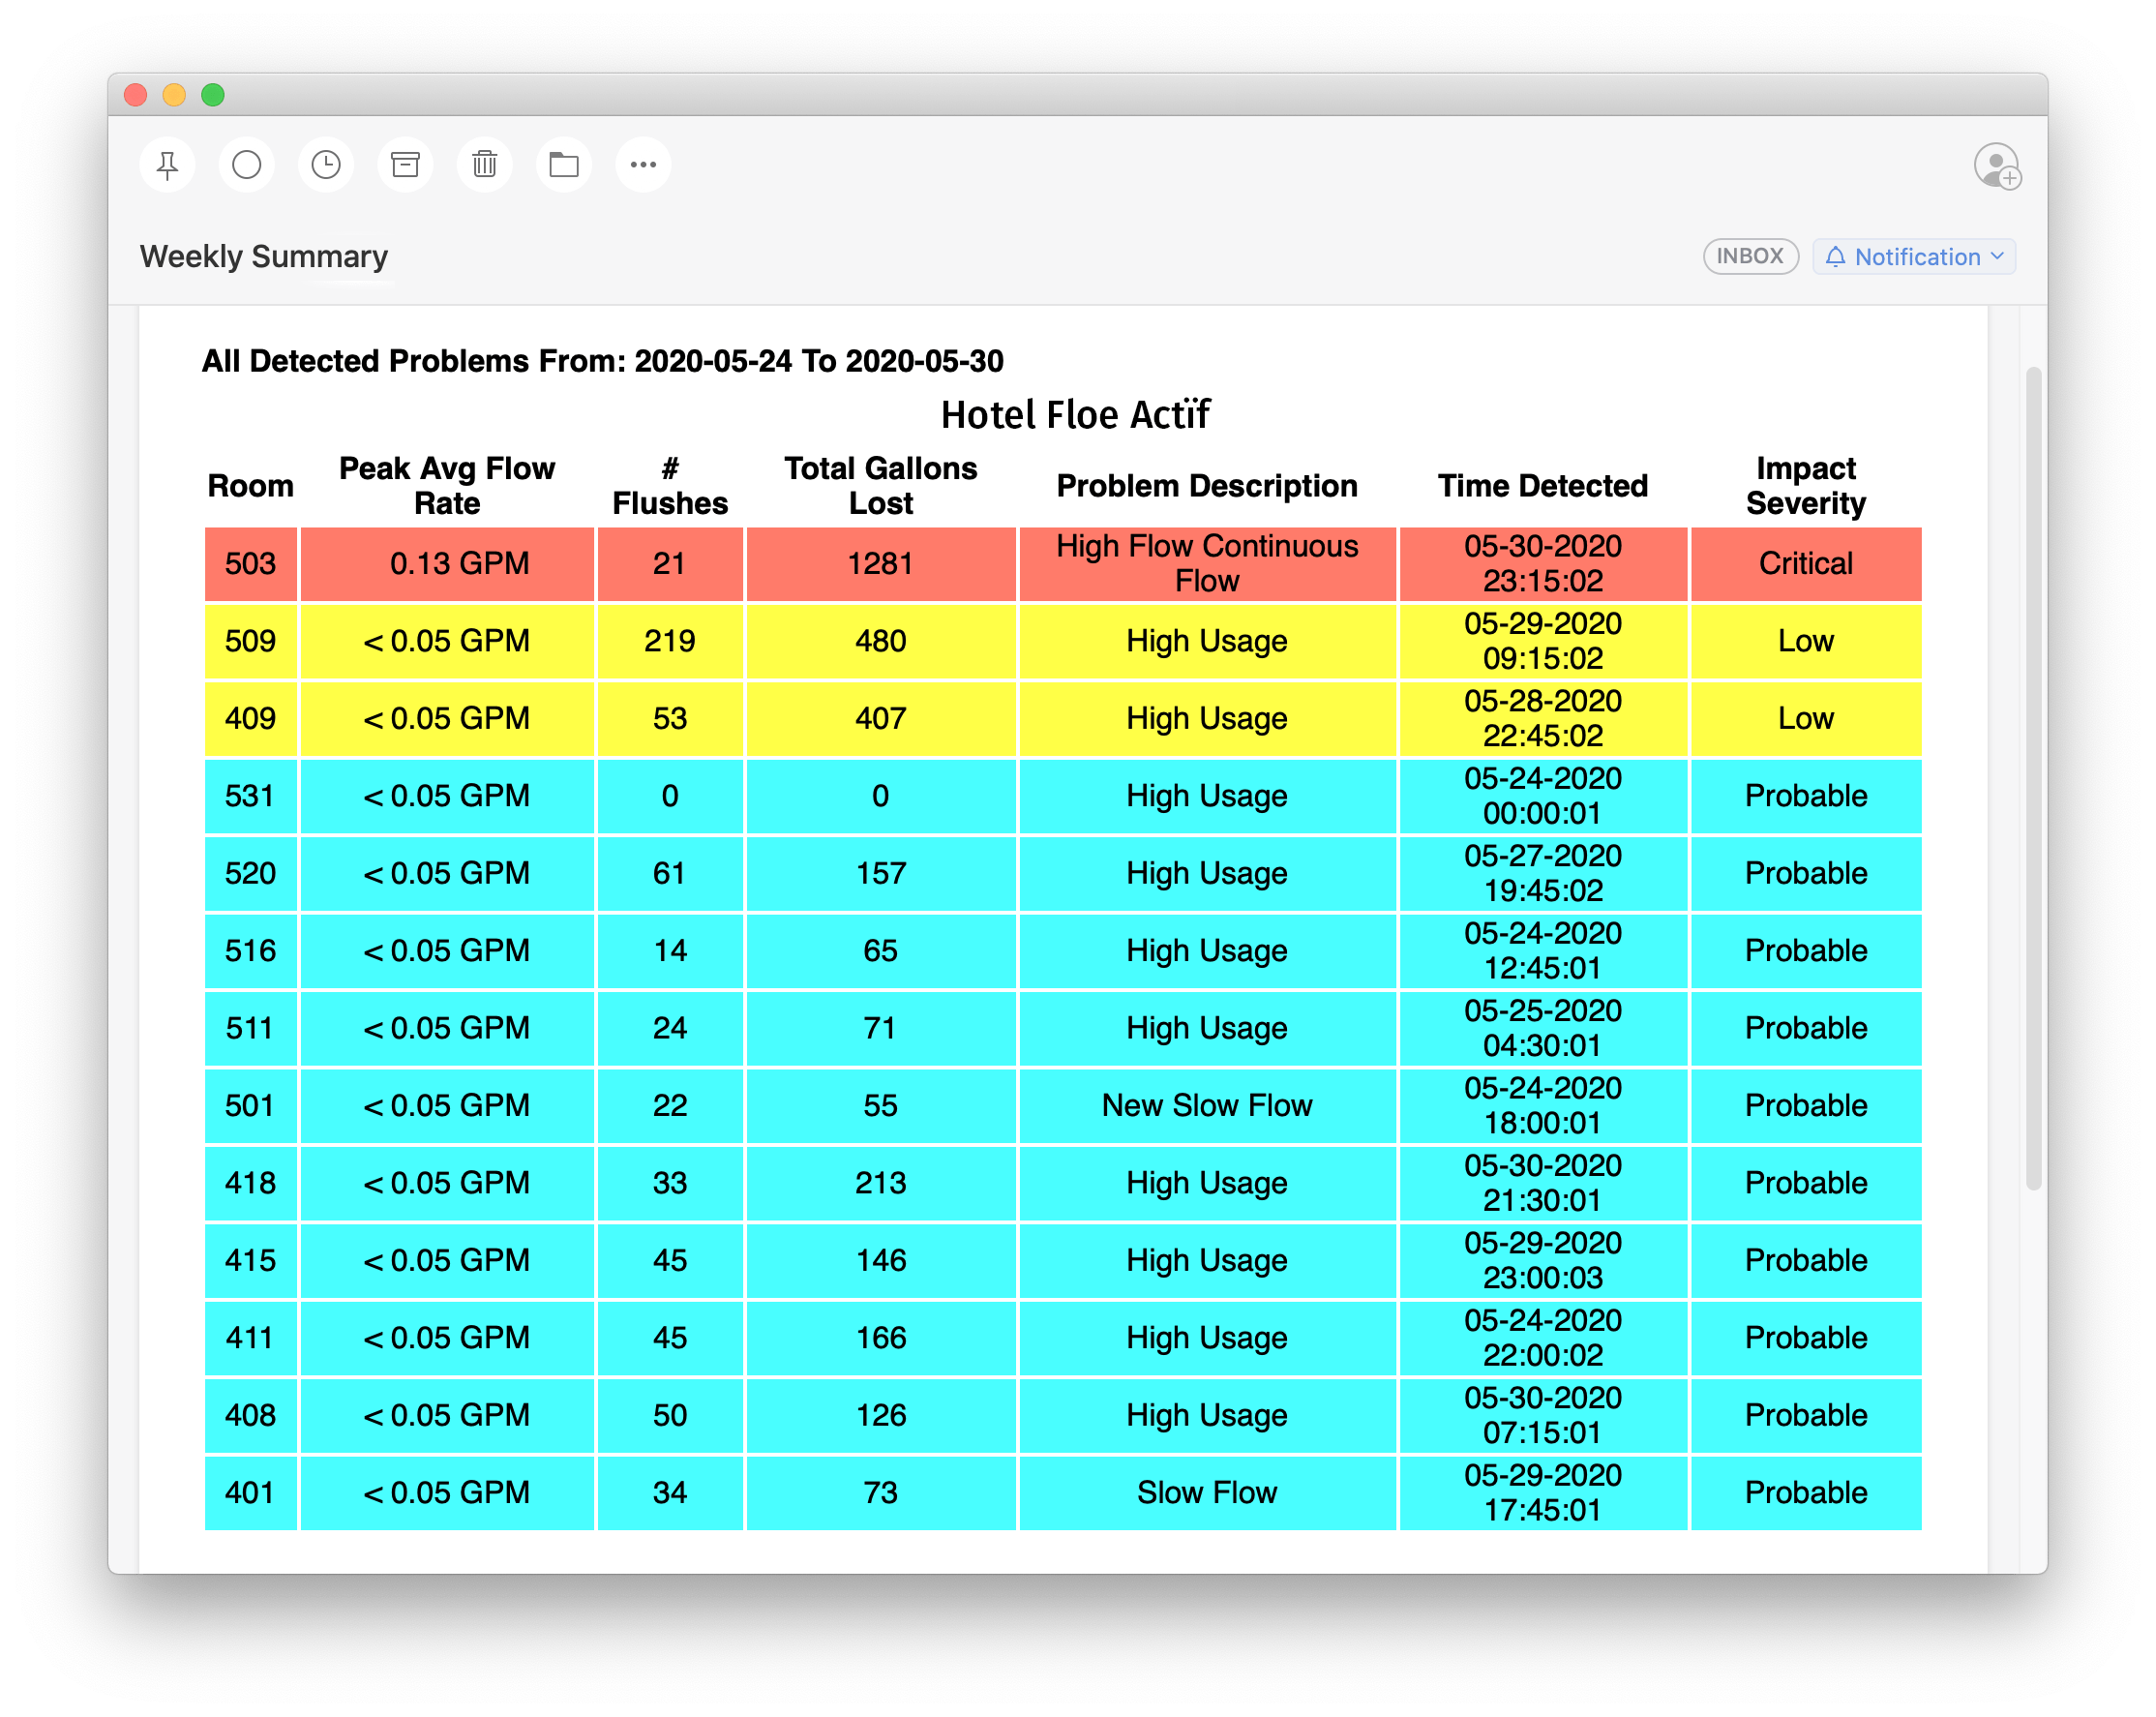 Weekly Summary
INBOX
Notification
All Detected Problems From: 2020-05-24 To 2020-05-30
Hotel Floe Actïf
Room Peak Avg Flow Rate # Flushes Total Gallons Lost Problem Description Time Detected Impact Severity
503 0.13 GPM 21 1281 High Flow Continuous Flow 05-30-2020 23:15:02 Critical
509 < 0.05 GPM 219 480 High Usage 05-29-2020 09:15:02 Low
409 < 0.05 GPM 53 407 High Usage 05-28-2020 22:45:02 Low
531 < 0.05 GPM 0 0 High Usage 05-24-2020 00:00:01 Probable
520 < 0.05 GPM 61 157 High Usage 05-27-2020 19:45:02 Probable
516 < 0.05 GPM 14 65 High Usage 05-24-2020 12:45:01 Probable
511 < 0.05 GPM 24 71 High Usage 05-25-2020 04:30:01 Probable
501 < 0.05 GPM 22 55 New Slow Flow 05-24-2020 18:00:01 Probable
418 < 0.05 GPM 33 213 High Usage 05-30-2020 21:30:01 Probable
415 < 0.05 GPM 45 146 High Usage 05-29-2020 23:00:03 Probable
411 < 0.05 GPM 45 166 High Usage 05-24-2020 22:00:02 Probable
408 < 0.05 GPM 50 126 High Usage 05-30-2020 07:15:01 Probable
401 < 0.05 GPM 34 73 Slow Flow 05-29-2020 17:45:01 Probable